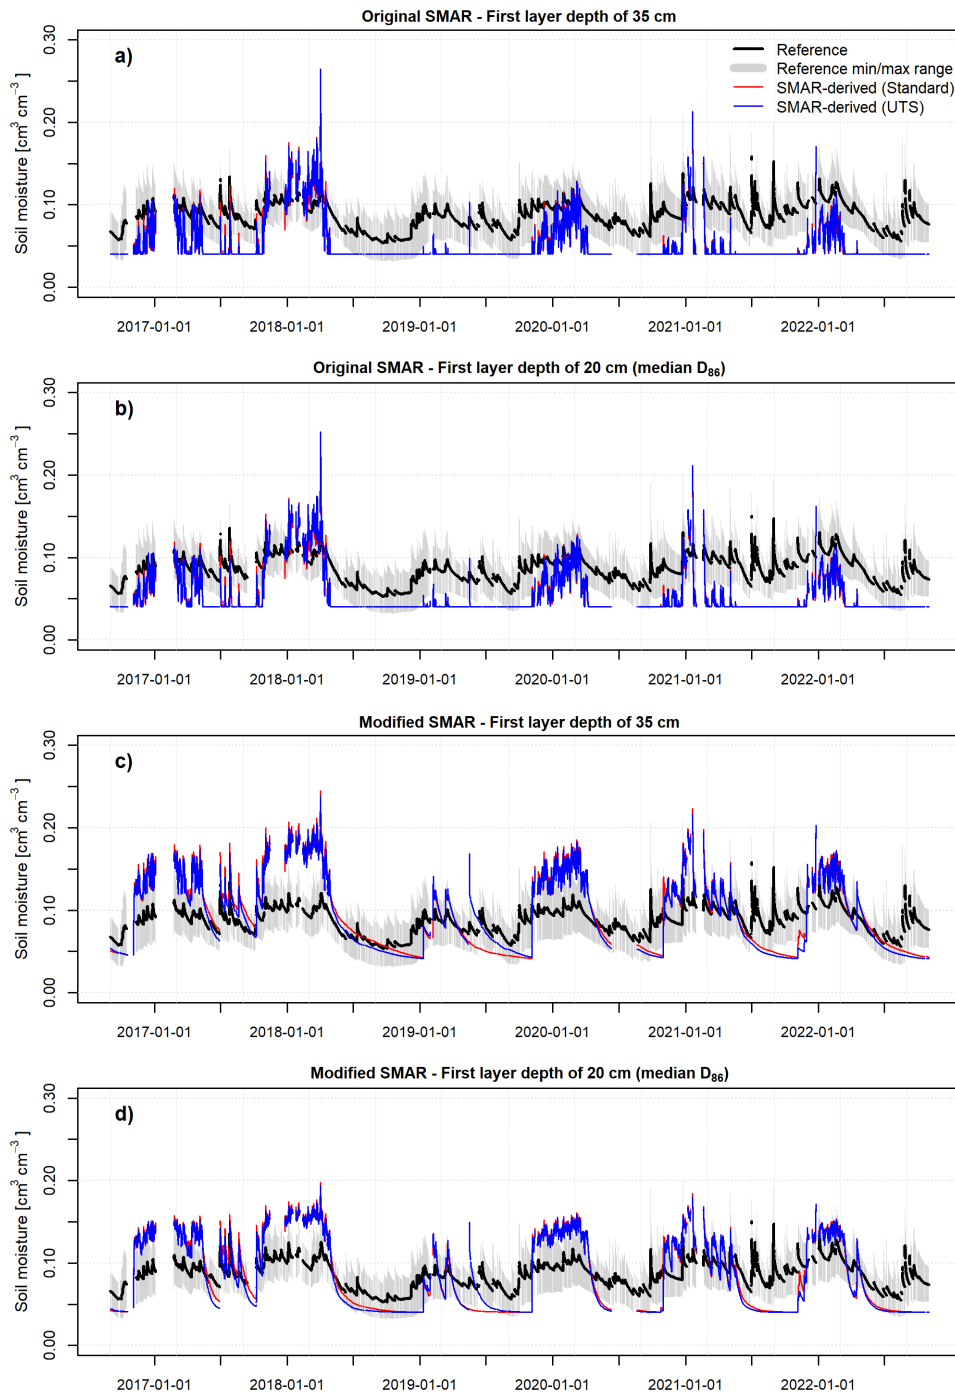 Original SMAR - First layer depth of 35 cm
a)
Reference
Reference min/max range
SMAR-derived (Standard)
SMAR-derived (UTS)
Soil moisture [cm³ cm⁻³ ]
0.30
0.20
0.10
0.00
2017-01-01 2018-01-01 2019-01-01 2020-01-01 2021-01-01 2022-01-01
Original SMAR - First layer depth of 20 cm (median D₈₆)
b)
Soil moisture [cm³ cm⁻³ ]
0.30
0.20
0.10
0.00
2017-01-01 2018-01-01 2019-01-01 2020-01-01 2021-01-01 2022-01-01
Modified SMAR - First layer depth of 35 cm
c)
Soil moisture [cm³ cm⁻³ ]
0.30
0.20
0.10
0.00
2017-01-01 2018-01-01 2019-01-01 2020-01-01 2021-01-01 2022-01-01
Modified SMAR - First layer depth of 20 cm (median D₈₆)
d)
Soil moisture [cm³ cm⁻³ ]
0.30
0.20
0.10
0.00
2017-01-01 2018-01-01 2019-01-01 2020-01-01 2021-01-01 2022-01-01